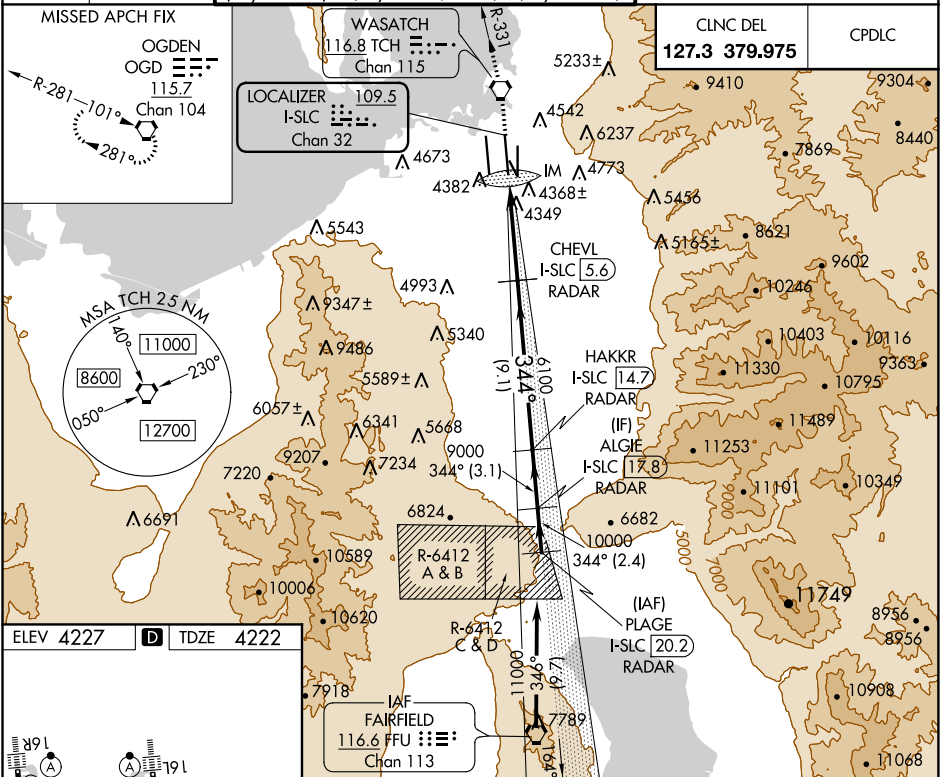 MISSED APCH FIX
OGDEN
OGD
115.7
Chan 104
R-281
101°
281°
WASATCH
116.8 TCH
Chan 115
R-331
LOCALIZER 109.5
I-SLC
Chan 32
CLNC DEL
127.3 379.975
CPDLC
5233±
9410
9304
4542
6237
8440
7869
4673
IM
4773
4382
4368±
4349
5456
5543
5165±
8621
CHEVL
I-SLC 5.6
RADAR
9602
4993
10246
MSA TCH 25 NM
140°
11000
230°
8600
050°
12700
9347±
5340
9486
10403
10116
9363
344°
(9.1)
9100
HAKKR
I-SLC 14.7
RADAR
11330
10795
5589±
6057±
6341
5668
11489
(IF)
ALGIE
I-SLC 17.8
RADAR
9000
344° (3.1)
11253
9207
7234
7220
10349
11101
6691
6824
6682
10000
344° (2.4)
5000
7000
R-6412
A & B
10589
10006
11749
(IAF)
PLAGE
I-SLC 20.2
RADAR
10620
8956
8956
ELEV 4227
D
TDZE 4222
R-6412
C & D
11000
346°
(9.7)
7918
10908
IAF
FAIRFIELD
116.6 FFU
Chan 113
7789
164°
11068
16R
A
A
16L